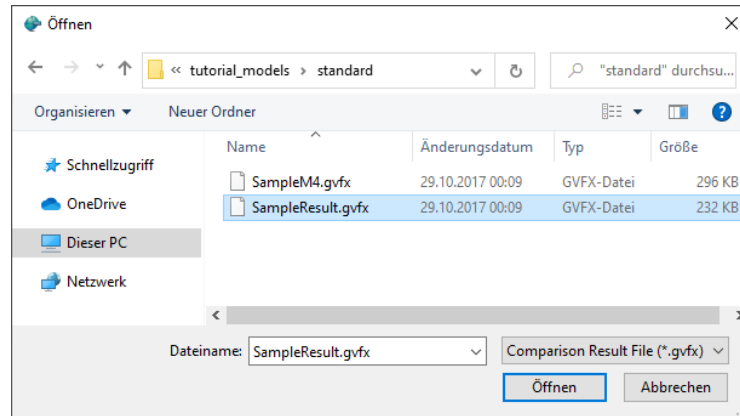 Öffnen
« tutorial_models › standard
"standard" durchsu...
Organisieren
Neuer Ordner
Name Änderungsdatum Typ Größe
Schnellzugriff
OneDrive
Dieser PC
Netzwerk
SampleM4.gvfx 29.10.2017 00:09 GVFX-Datei 296 KB
SampleResult.gvfx 29.10.2017 00:09 GVFX-Datei 232 KB
Dateiname: SampleResult.gvfx
Comparison Result File (*.gvfx)
Öffnen Abbrechen